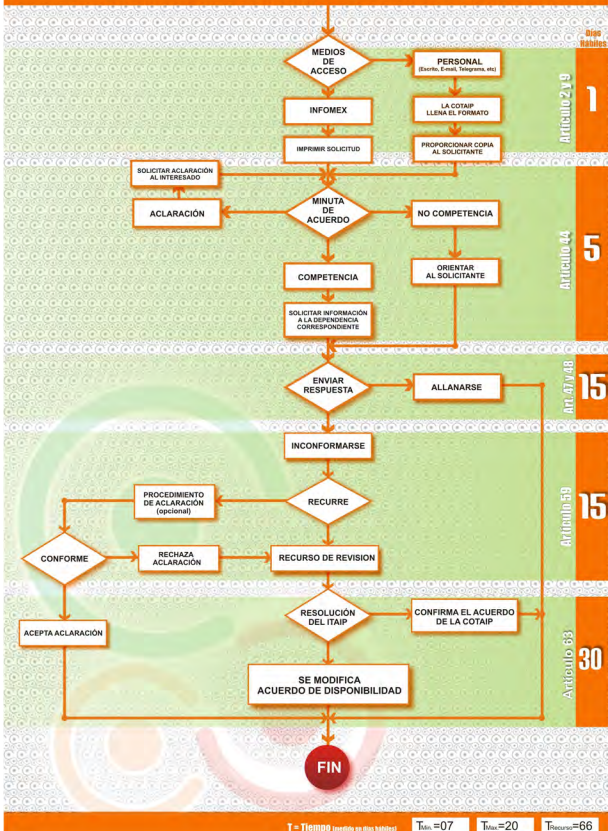 Días
Hábiles
MEDIOS
DE
ACCESO
PERSONAL
(Escrito, E-mail, Telegrama, etc)
Artículo 2 y 9
1
INFOMEX
LA COTAIP
LLENA EL FORMATO
IMPRIMIR SOLICITUD
PROPORCIONAR COPIA
AL SOLICITANTE
SOLICITAR ACLARACIÓN
AL INTERESADO
ACLARACIÓN
MINUTA
DE
ACUERDO
NO COMPETENCIA
Artículo 44
5
COMPETENCIA
ORIENTAR
AL SOLICITANTE
SOLICITAR INFORMACIÓN
A LA DEPENDENCIA
CORRESPONDIENTE
ENVIAR
RESPUESTA
ALLANARSE
Art. 47 y 48
15
INCONFORMARSE
PROCEDIMIENTO
DE ACLARACIÓN
(opcional)
RECURRE
Artículo 59
15
CONFORME
RECHAZA
ACLARACIÓN
RECURSO DE REVISION
ACEPTA ACLARACIÓN
RESOLUCIÓN
DEL ITAIP
CONFIRMA EL ACUERDO
DE LA COTAIP
Artículo 63
30
SE MODIFICA
ACUERDO DE DISPONIBILIDAD
FIN
T = Tiempo (medido en días hábiles)
TMin.=07
TMax=20
TRecurso=66